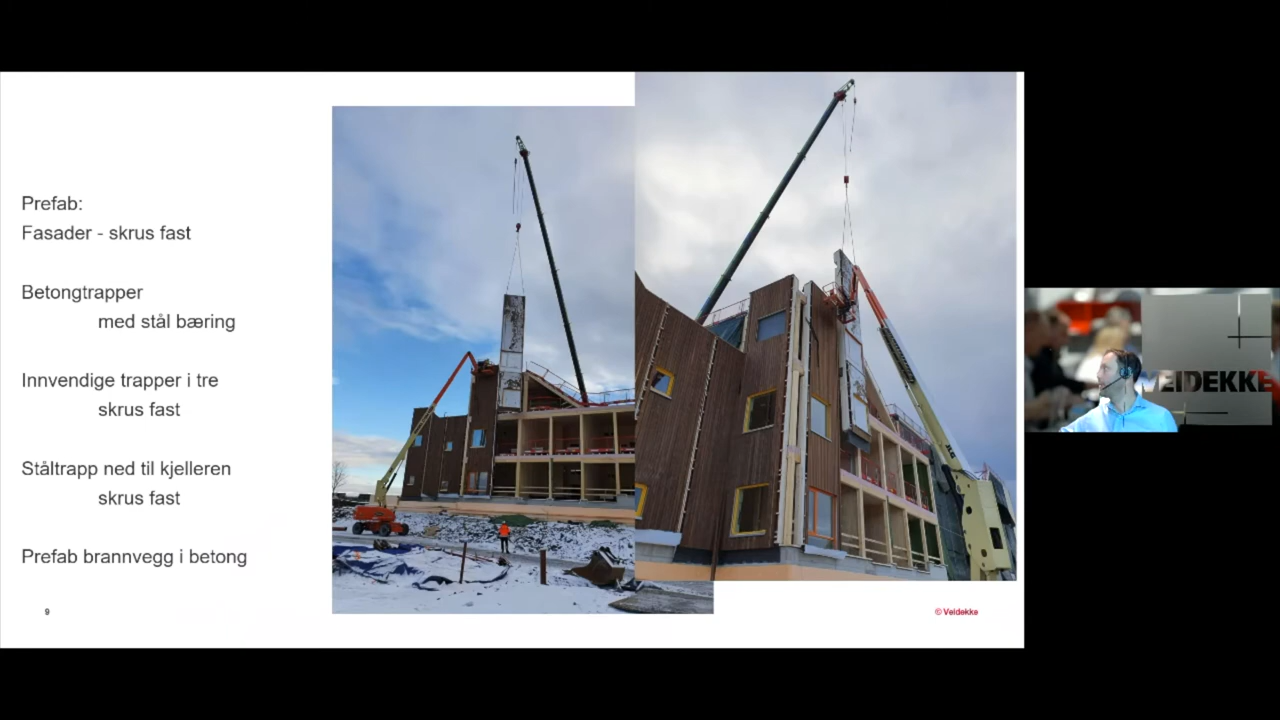 Prefab:
Fasader - skrus fast
Betongtrapper
med stål bæring
Innvendige trapper i tre
skrus fast
Ståltrapp ned til kjelleren
skrus fast
Prefab brannvegg i betong
9
© Veidekke
VEIDEKKE